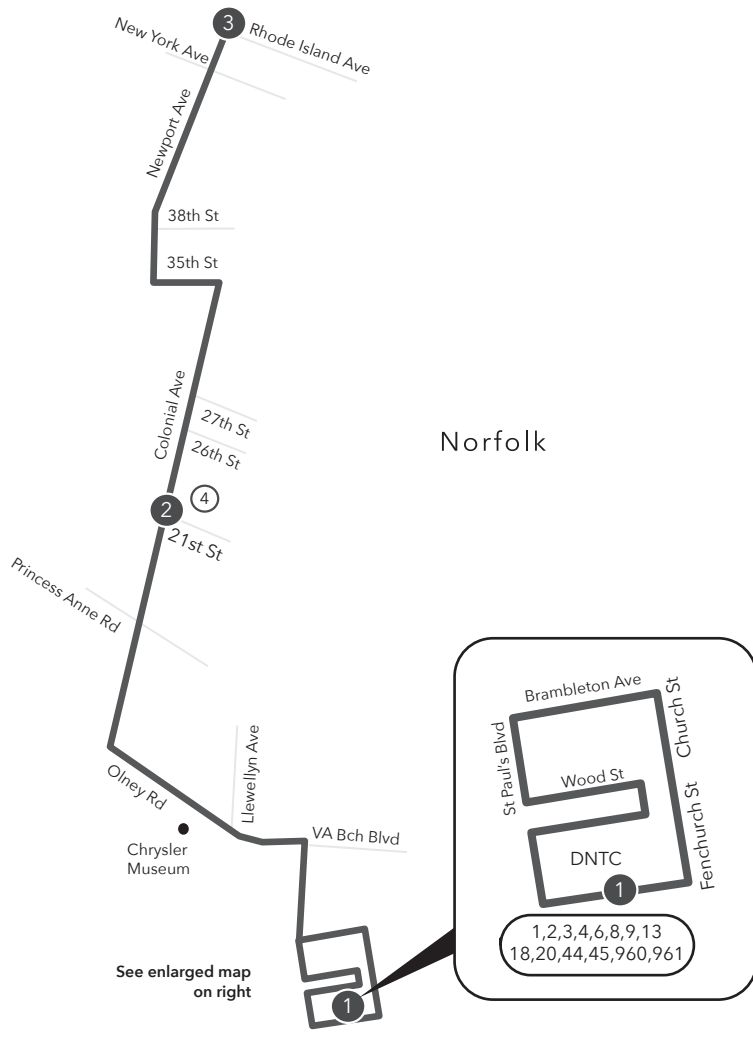 3
Rhode Island Ave
New York Ave
Newport Ave
38th St
35th St
Colonial Ave
27th St
26th St
Norfolk
4
2
21st St
Princess Anne Rd
Llewellyn Ave
Olney Rd
VA Bch Blvd
Chrysler
Museum
See enlarged map
on right
1
Brambleton Ave
Church St
St Paul's Blvd
Wood St
Fenchurch St
DNTC
1
1,2,3,4,6,8,9,13
18,20,44,45,960,961